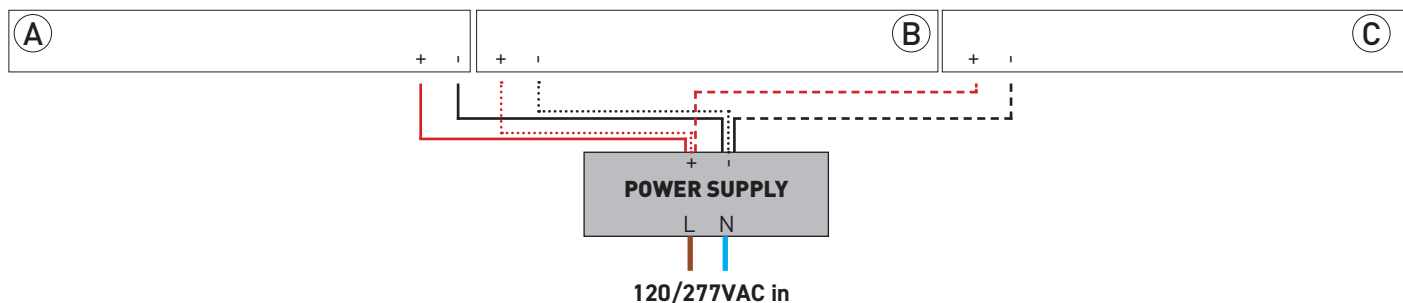 A B C
+ - + - + -
+ -
POWER SUPPLY
L N
120/277VAC in